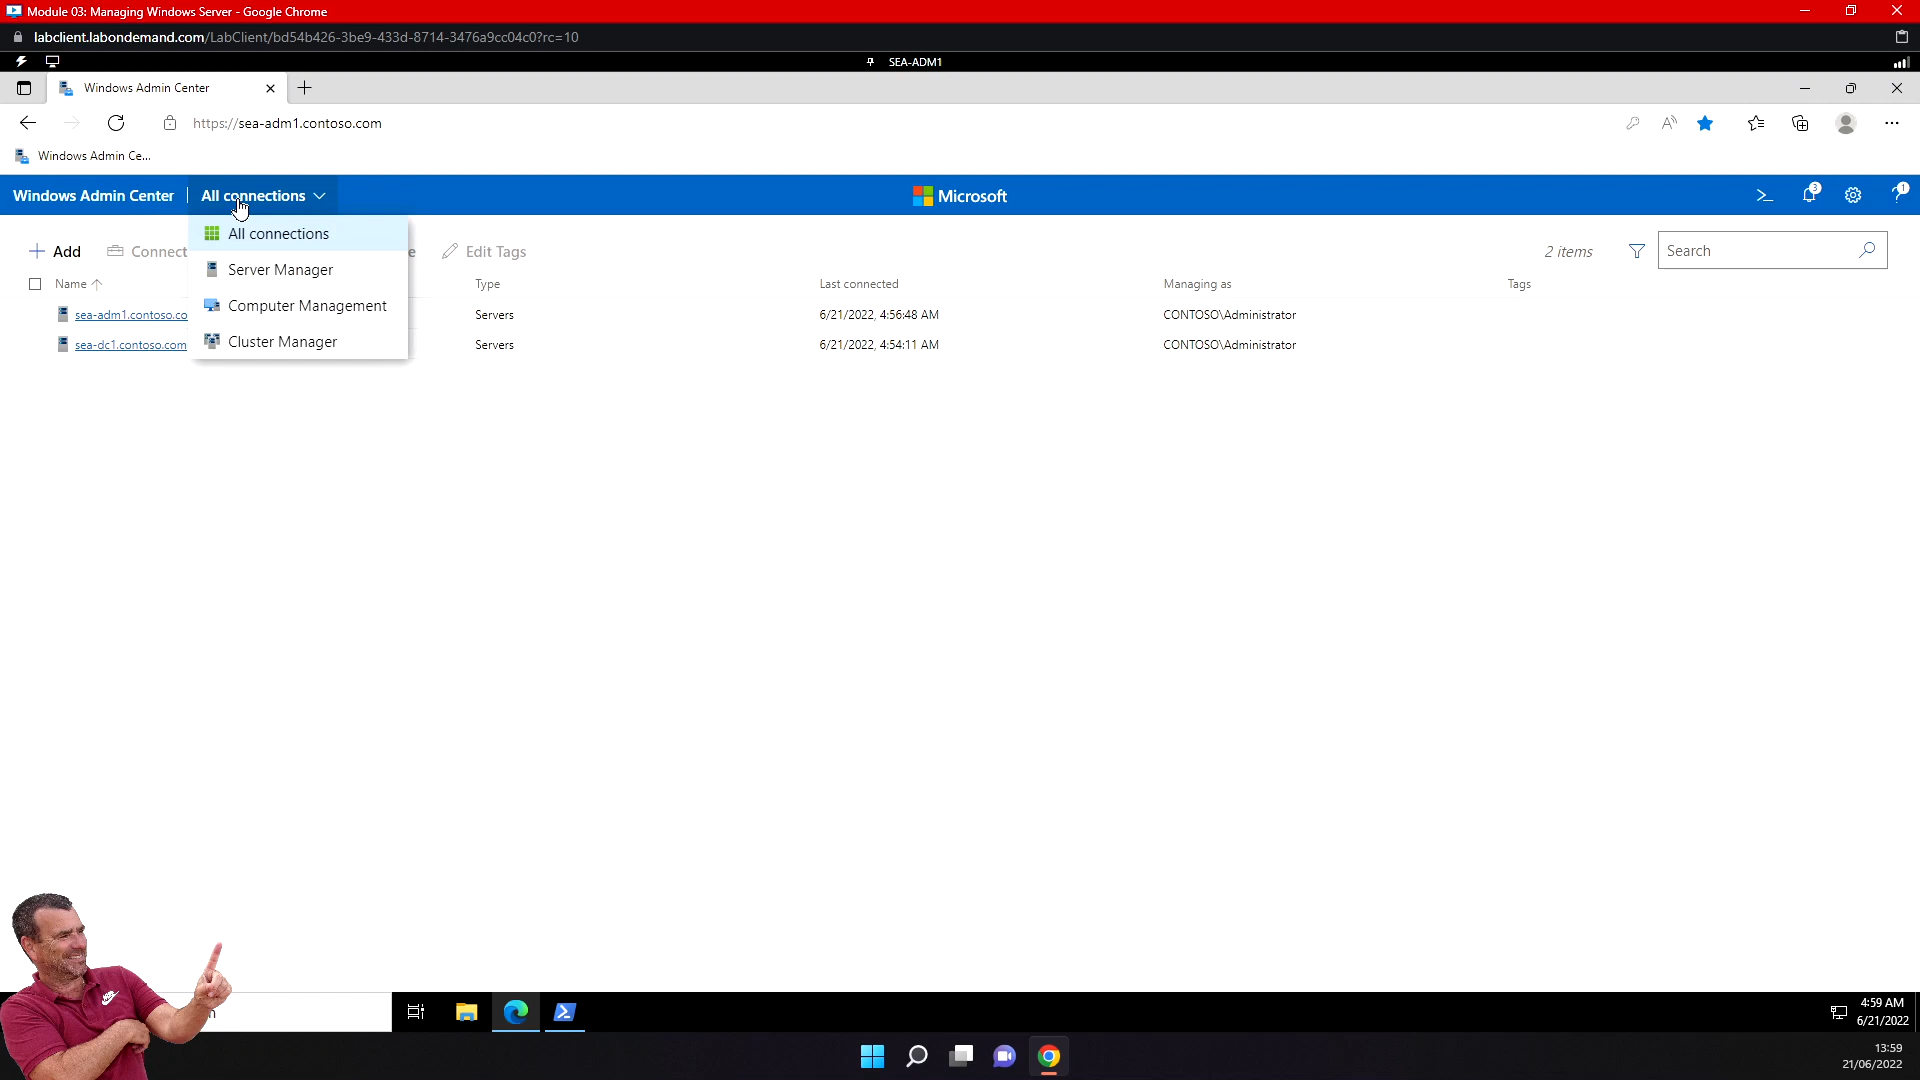 Module 03: Managing Windows Server - Google Chrome
labclient.labondemand.com/LabClient/bd54b426-3be9-433d-8714-3476a9cc04c0?rc=10
SEA-ADM1
Windows Admin Center
https://sea-adm1.contoso.com
Windows Admin Ce...
Windows Admin Center | All connections
Microsoft
3
1
All connections
Server Manager
Computer Management
Cluster Manager
Add
Connect
e
Edit Tags
2 items
Search
Name
Type
Last connected
Managing as
Tags
sea-adm1.contoso.co
Servers
6/21/2022, 4:56:48 AM
CONTOSO\Administrator
sea-dc1.contoso.com
Servers
6/21/2022, 4:54:11 AM
CONTOSO\Administrator
4:59 AM
6/21/2022
13:59
21/06/2022